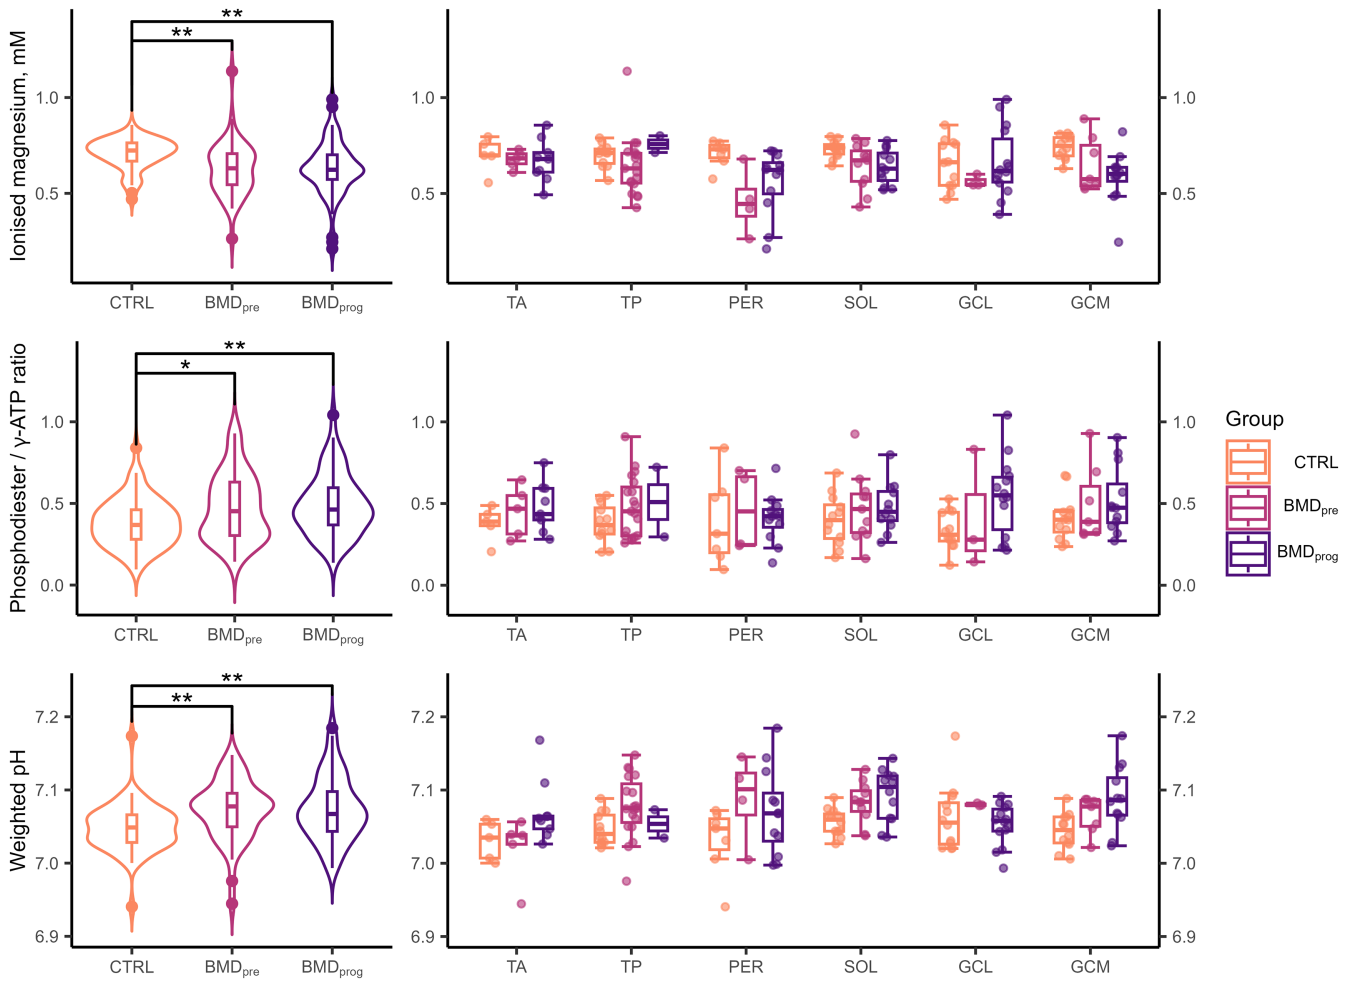 Ionised magnesium, mM
1.0
0.5
**
**
CTRL BMDpre BMDprog
1.0
0.5
TA TP PER SOL GCL GCM
1.0
0.5
Phosphodiester / γ-ATP ratio
1.0
0.5
0.0
**
*
CTRL BMDpre BMDprog
1.0
0.5
0.0
TA TP PER SOL GCL GCM
1.0
0.5
0.0
Group
CTRL
BMDpre
BMDprog
Weighted pH
7.2
7.1
7.0
6.9
**
**
CTRL BMDpre BMDprog
7.2
7.1
7.0
6.9
TA TP PER SOL GCL GCM
7.2
7.1
7.0
6.9